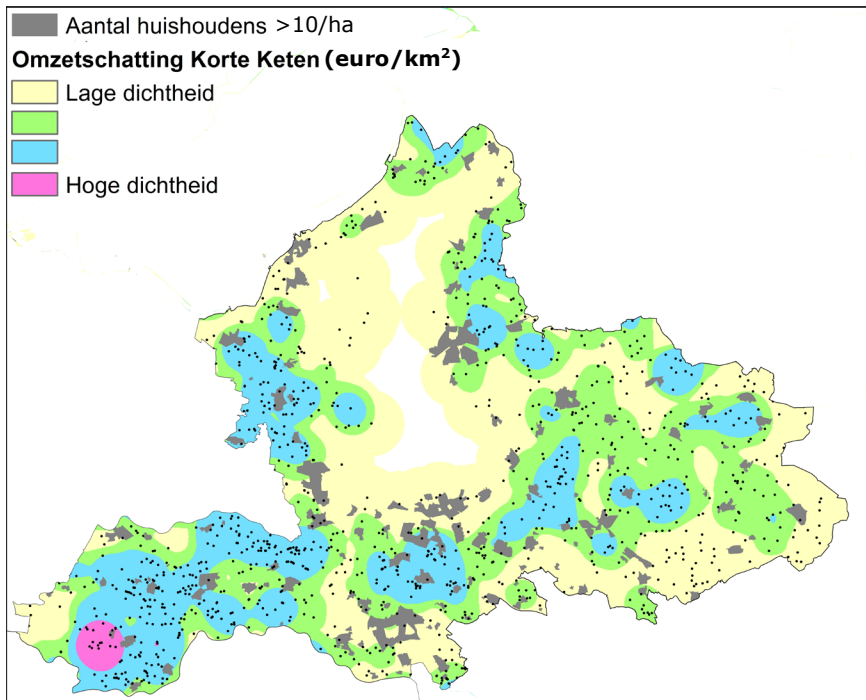 Aantal huishoudens >10/ha
Omzetschatting Korte Keten (euro/km²)
Lage dichtheid
Hoge dichtheid